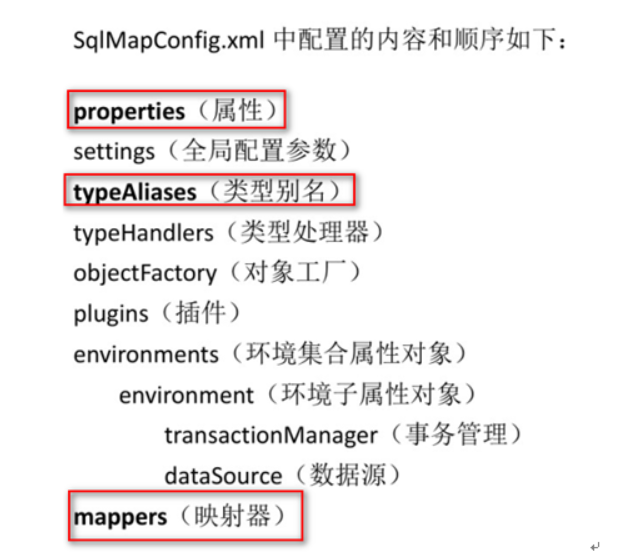 SqlMapConfig.xml 中配置的内容和顺序如下：
properties（属性）
settings（全局配置参数）
typeAliases（类型别名）
typeHandlers（类型处理器）
objectFactory（对象工厂）
plugins（插件）
environments（环境集合属性对象）
environment（环境子属性对象）
transactionManager（事务管理）
dataSource（数据源）
mappers（映射器）